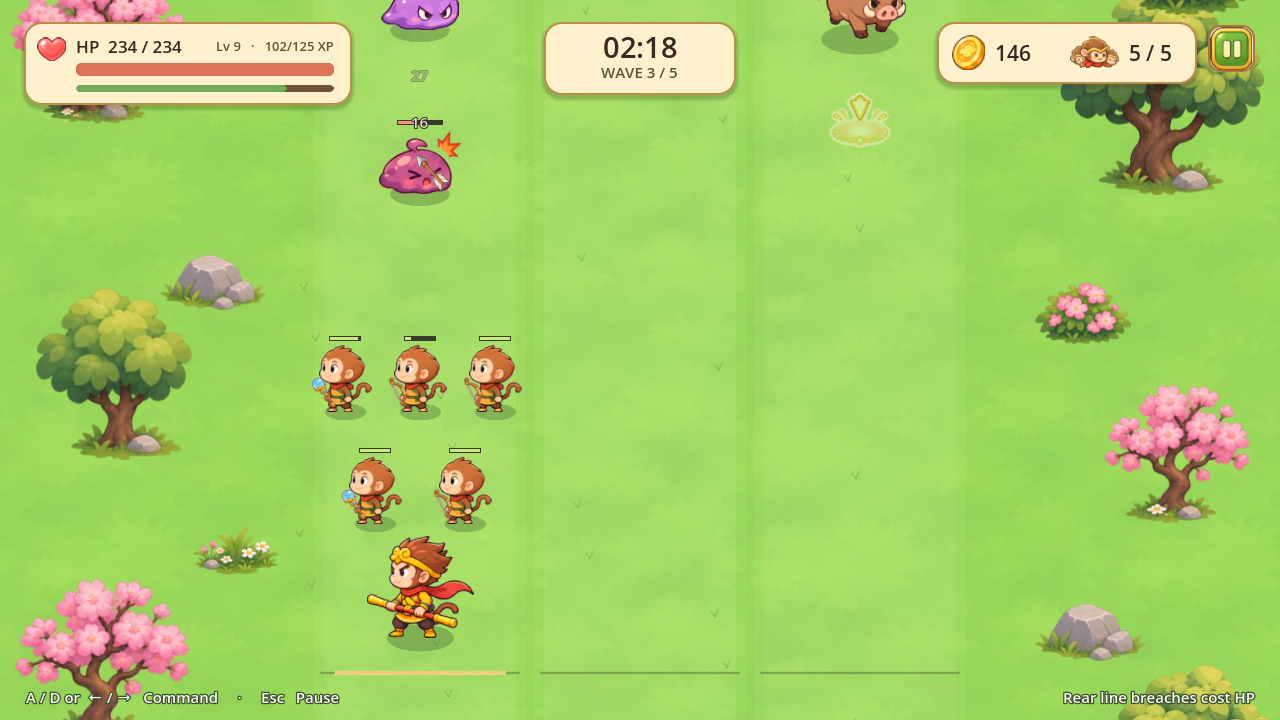 HP 234 / 234 Lv 9 · 102/125 XP
02:18
WAVE 3 / 5
146 5 / 5
27
16
A / D or ← / → Command · Esc Pause
Rear line breaches cost HP